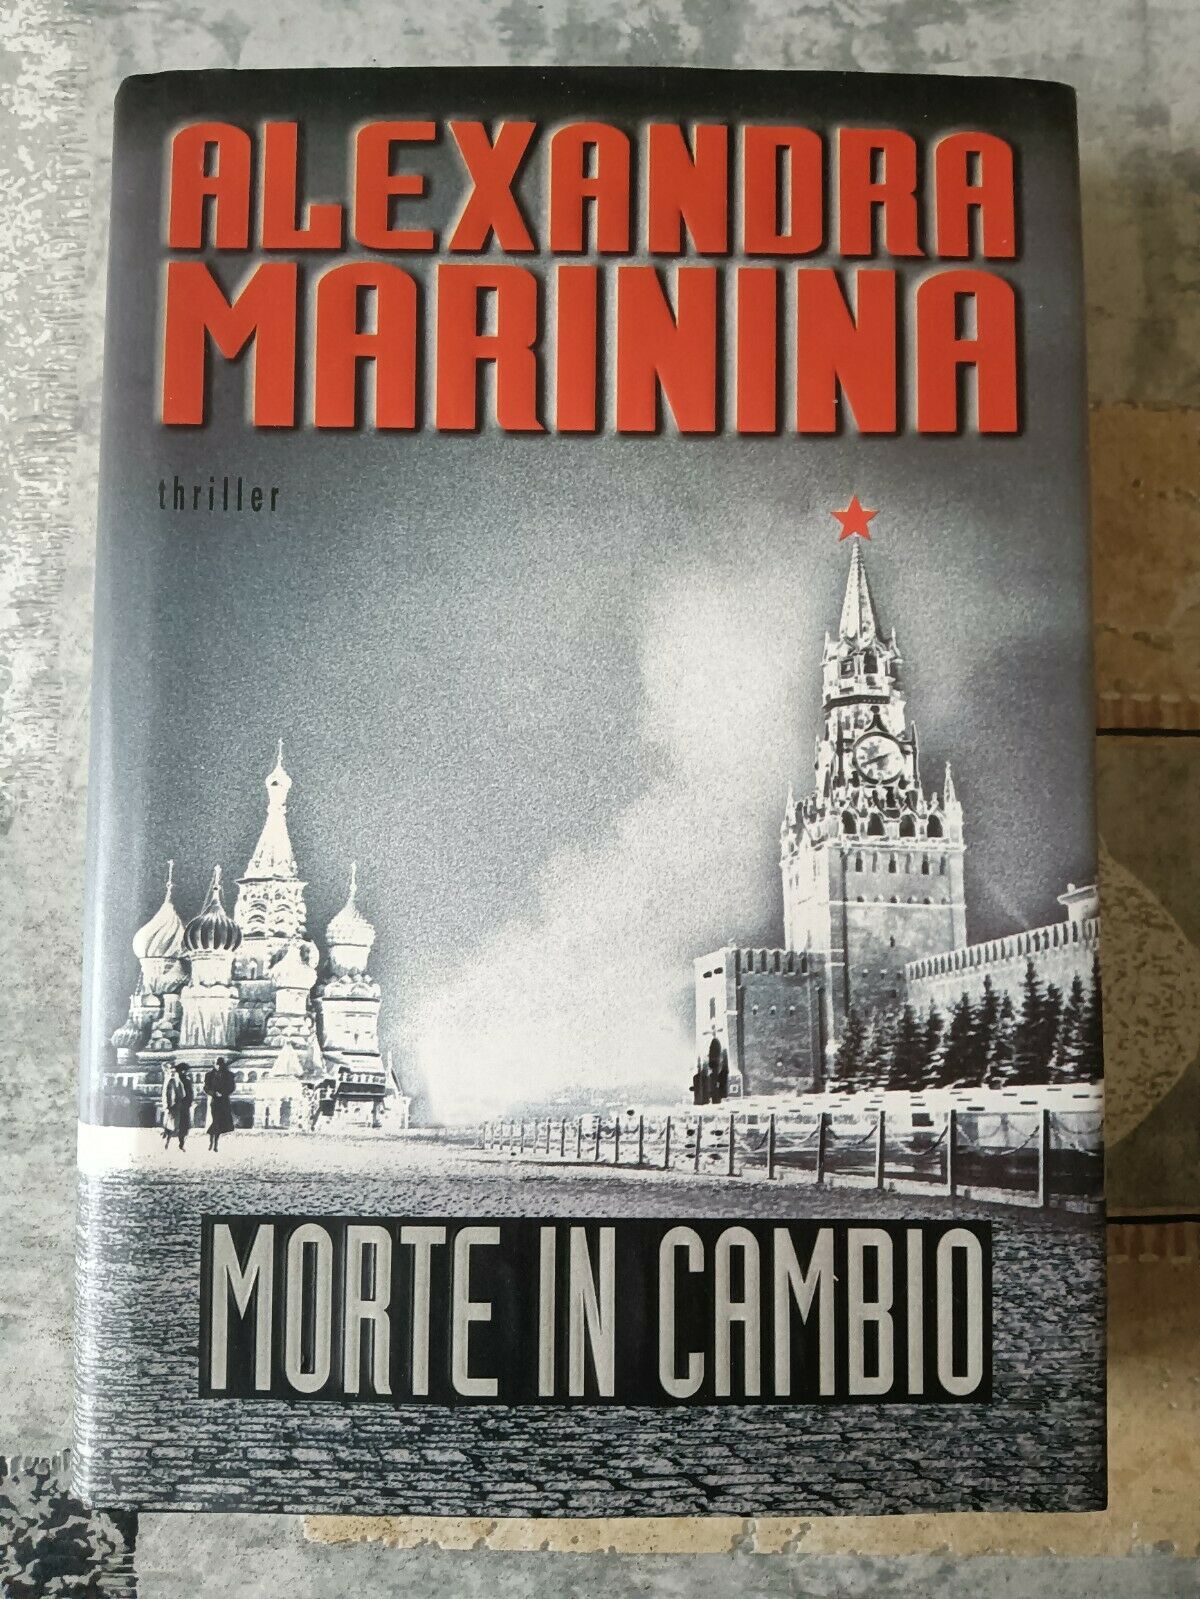 ALEXANDRA
MARININA
thriller
MORTE IN CAMBIO